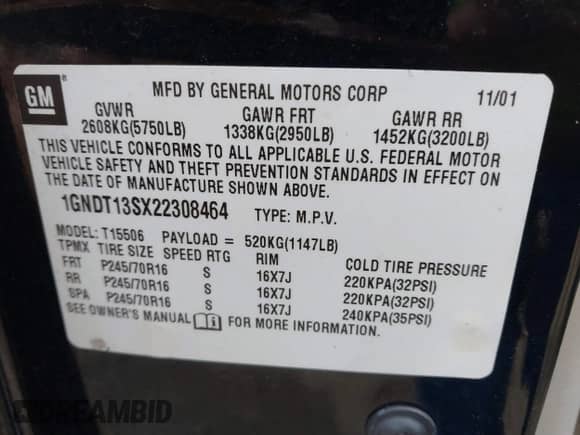 GM ®
MFD BY GENERAL MOTORS CORP 11/01
GVWR GAWR FRT GAWR RR
2608KG(5750LB) 1338KG(2950LB) 1452KG(3200LB)
THIS VEHICLE CONFORMS TO ALL APPLICABLE U.S. FEDERAL MOTOR
VEHICLE SAFETY AND THEFT PREVENTION STANDARDS IN EFFECT ON
THE DATE OF MANUFACTURE SHOWN ABOVE.
1GNDT13SX22308464 TYPE: M.P.V.
MODEL: T15506 PAYLOAD = 520KG(1147LB)
TPMX TIRE SIZE SPEED RTG RIM COLD TIRE PRESSURE
FRT P245/70R16 S 16X7J 220KPA(32PSI)
RR P245/70R16 S 16X7J 220KPA(32PSI)
SPA P245/70R16 S 16X7J 240KPA(35PSI)
SEE OWNER'S MANUAL FOR MORE INFORMATION.
DREAMBID